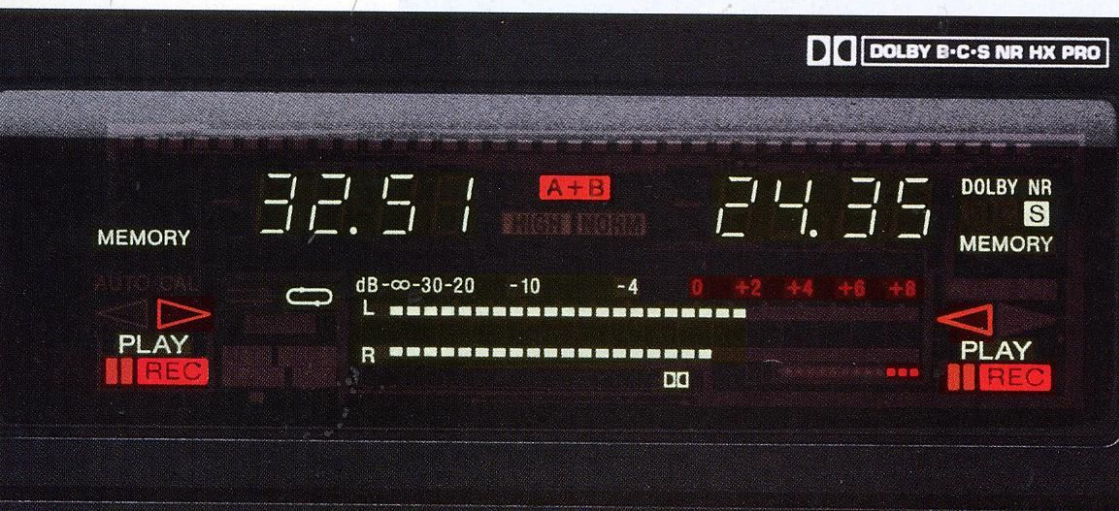 DOLBY B·C·S NR HX PRO
32.51
A+B
24.35
DOLBY NR
S
MEMORY
HIGH NORM
MEMORY
AUTO CAL
dB -∞ -30 -20 -10 -4 0 +2 +4 +6 +8
L
PLAY
REC
R
PLAY
REC